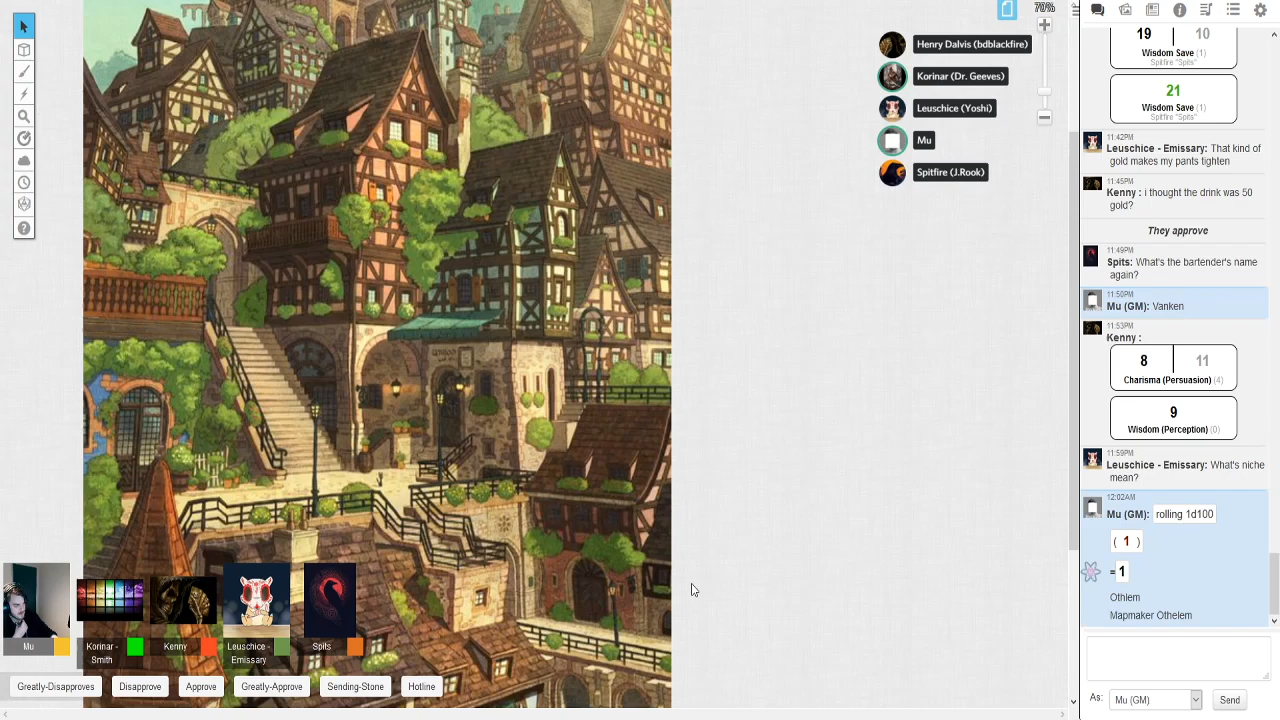 70%
Henry Dalvis (bdblackfire)
Korinar (Dr. Geeves)
Leuschice (Yoshi)
Mu
Spitfire (J.Rook)
19 10
Wisdom Save (1)
Spitfire "Spits"
21
Wisdom Save (1)
Spitfire "Spits"
11:42PM
Leuschice - Emissary: That kind of
gold makes my pants tighten
11:45PM
Kenny : i thought the drink was 50
gold?
They approve
11:49PM
Spits: What's the bartender's name
again?
11:50PM
Mu (GM): Vanken
11:53PM
Kenny :
8 11
Charisma (Persuasion) (4)
9
Wisdom (Perception) (0)
11:59PM
Leuschice - Emissary: What's niche
mean?
12:02AM
Mu (GM): rolling 1d100
( 1 )
=1
Othlem
Mapmaker Othelem
As: Mu (GM) Send
Mu
Korinar -
Smith
Kenny
Leuschice -
Emissary
Spits
Greatly-Disapproves Disapprove Approve Greatly-Approve Sending-Stone Hotline